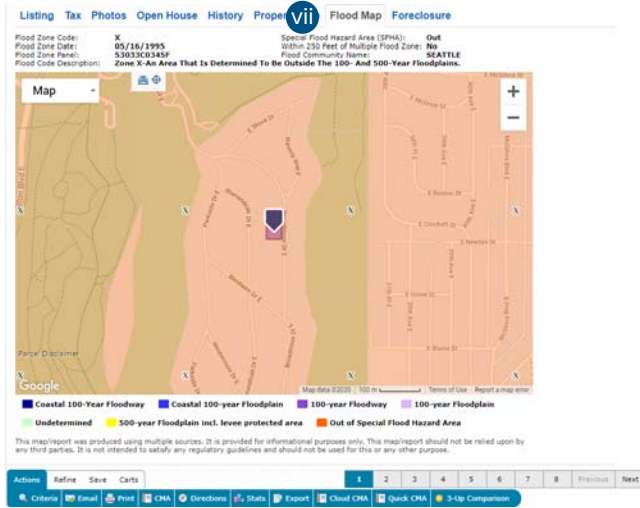 Listing Tax Photos Open House History Proper vii Flood Map Foreclosure
Flood Zone Code: X Special Flood Hazard Area (SFHA): Out
Flood Zone Date: 05/16/1995 Within 250 Feet of Multiple Flood Zone: No
Flood Zone Panel: 53033C0345F Flood Community Name: SEATTLE
Flood Code Description: Zone X-An Area That Is Determined To Be Outside The 100- And 500-Year Floodplains.
Map
+
−
E Shore Dr
E McGraw St
Parkside Dr E
E Boston St
X X X X
E Crockett St
E Newton St
Blenheim Dr E
E Howe St
E Blaine St
Parcel Disclaimer
X X X X
Google
Map data ©2020 100 m Terms of Use Report a map error
Coastal 100-Year Floodway Coastal 100-year Floodplain 100-year Floodway 100-year Floodplain
Undetermined 500-year Floodplain incl. levee protected area Out of Special Flood Hazard Area
This map/report was produced using multiple sources. It is provided for informational purposes only. This map/report should not be relied upon by
any third parties. It is not intended to satisfy any regulatory guidelines and should not be used for this or any other purpose.
Actions Refine Save Carts 1 2 3 4 5 6 7 8 Previous Next
Criteria Email Print CMA Directions Stats Export Cloud CMA Quick CMA 3-Up Comparison